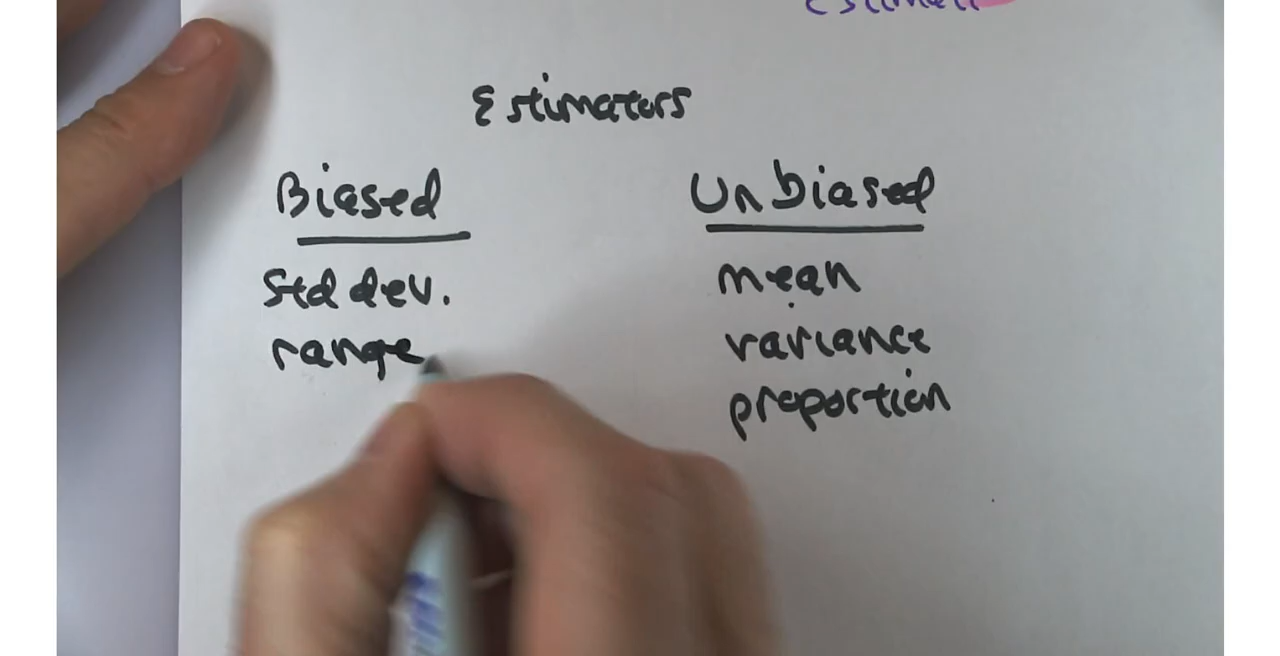 Estimators
Biased
Unbiased
std dev.
mean
range
variance
proportion